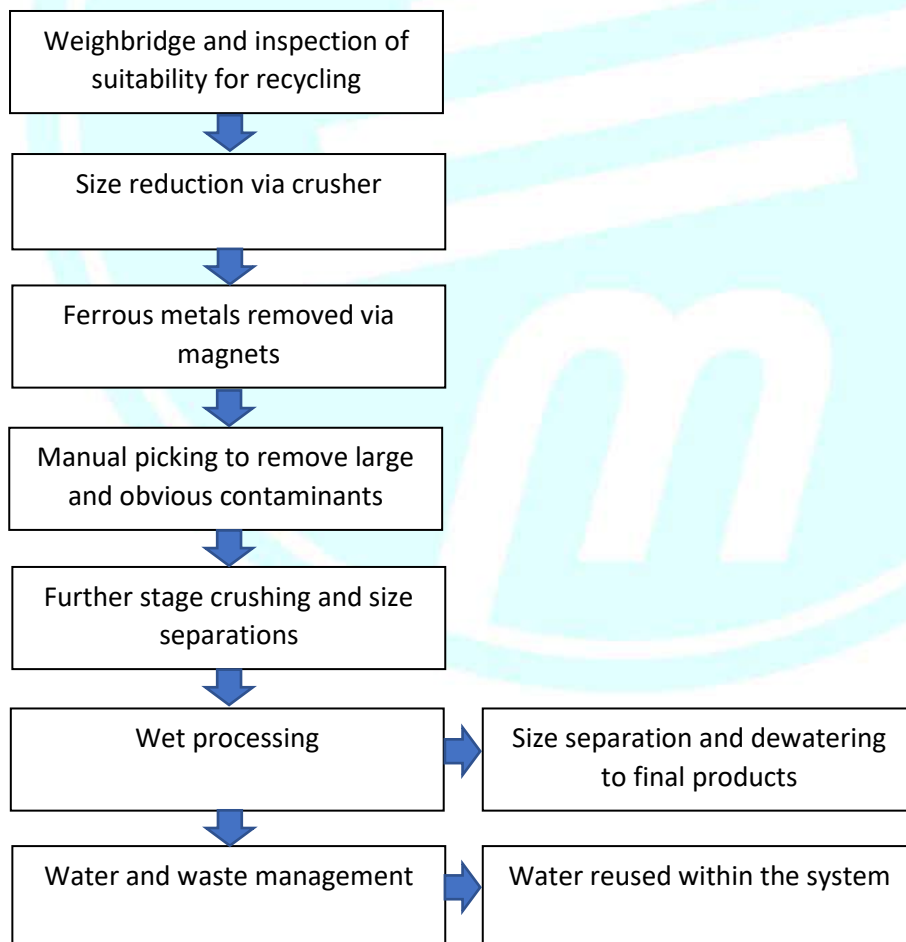 Weighbridge and inspection of
suitability for recycling
Size reduction via crusher
Ferrous metals removed via
magnets
Manual picking to remove large
and obvious contaminants
Further stage crushing and size
separations
Wet processing
Size separation and dewatering
to final products
Water and waste management
Water reused within the system
m